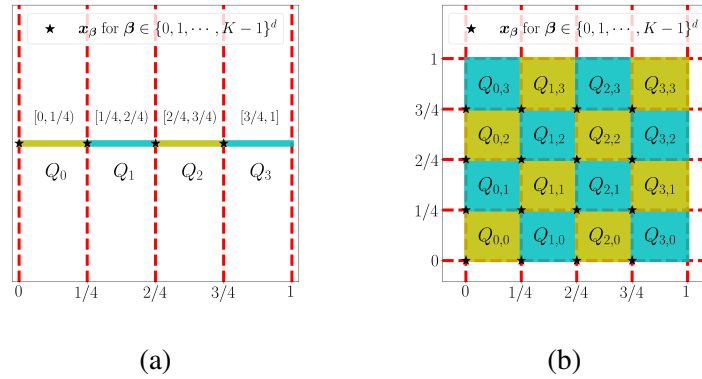 ★ x_β for β ∈ {0, 1, ⋯ , K − 1}^d
[0, 1/4) [1/4, 2/4) [2/4, 3/4) [3/4, 1]
Q_0 Q_1 Q_2 Q_3
0 1/4 2/4 3/4 1
(a)
★ x_β for β ∈ {0, 1, ⋯ , K − 1}^d
1
Q_{0,3} Q_{1,3} Q_{2,3} Q_{3,3}
3/4
Q_{0,2} Q_{1,2} Q_{2,2} Q_{3,2}
2/4
Q_{0,1} Q_{1,1} Q_{2,1} Q_{3,1}
1/4
Q_{0,0} Q_{1,0} Q_{2,0} Q_{3,0}
0
0 1/4 2/4 3/4 1
(b)